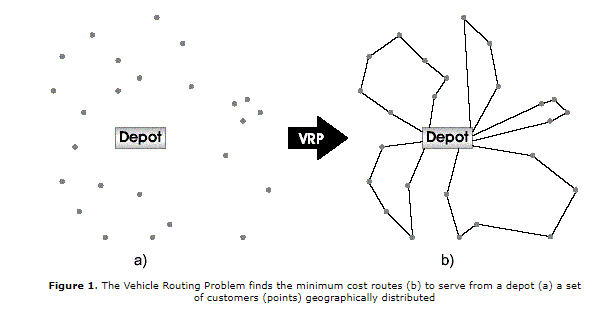 Depot
VRP
Depot
a)
b)
Figure 1. The Vehicle Routing Problem finds the minimum cost routes (b) to serve from a depot (a) a set
of customers (points) geographically distributed